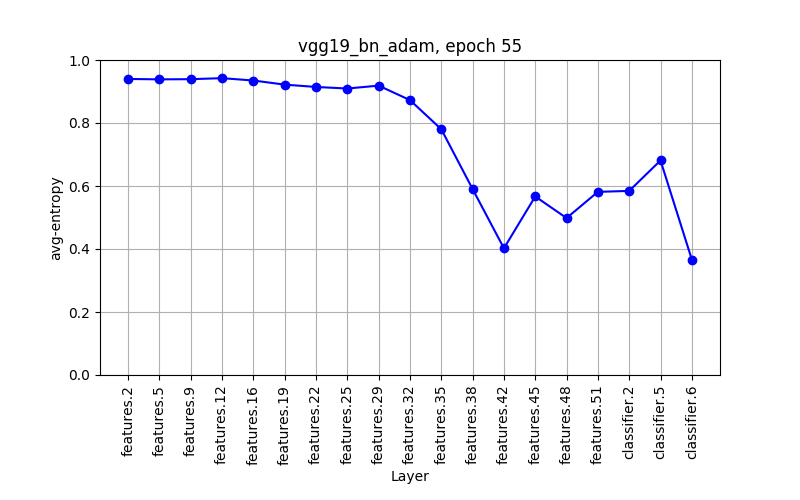 vgg19_bn_adam, epoch 55
avg-entropy
1.0
0.8
0.6
0.4
0.2
0.0
features.2
features.5
features.9
features.12
features.16
features.19
features.22
features.25
features.29
features.32
features.35
features.38
features.42
features.45
features.48
features.51
classifier.2
classifier.5
classifier.6
Layer